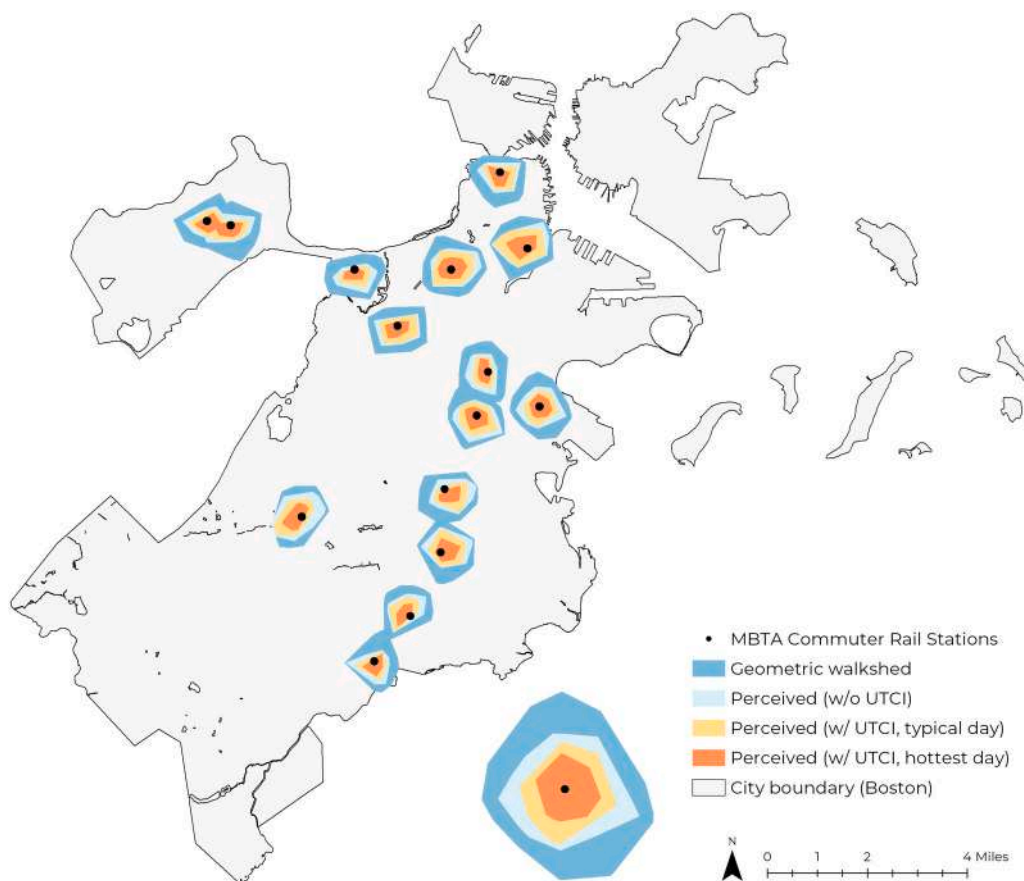 MBTA Commuter Rail Stations
Geometric walkshed
Perceived (w/o UTCI)
Perceived (w/ UTCI, typical day)
Perceived (w/ UTCI, hottest day)
City boundary (Boston)
N
0 1 2 4 Miles